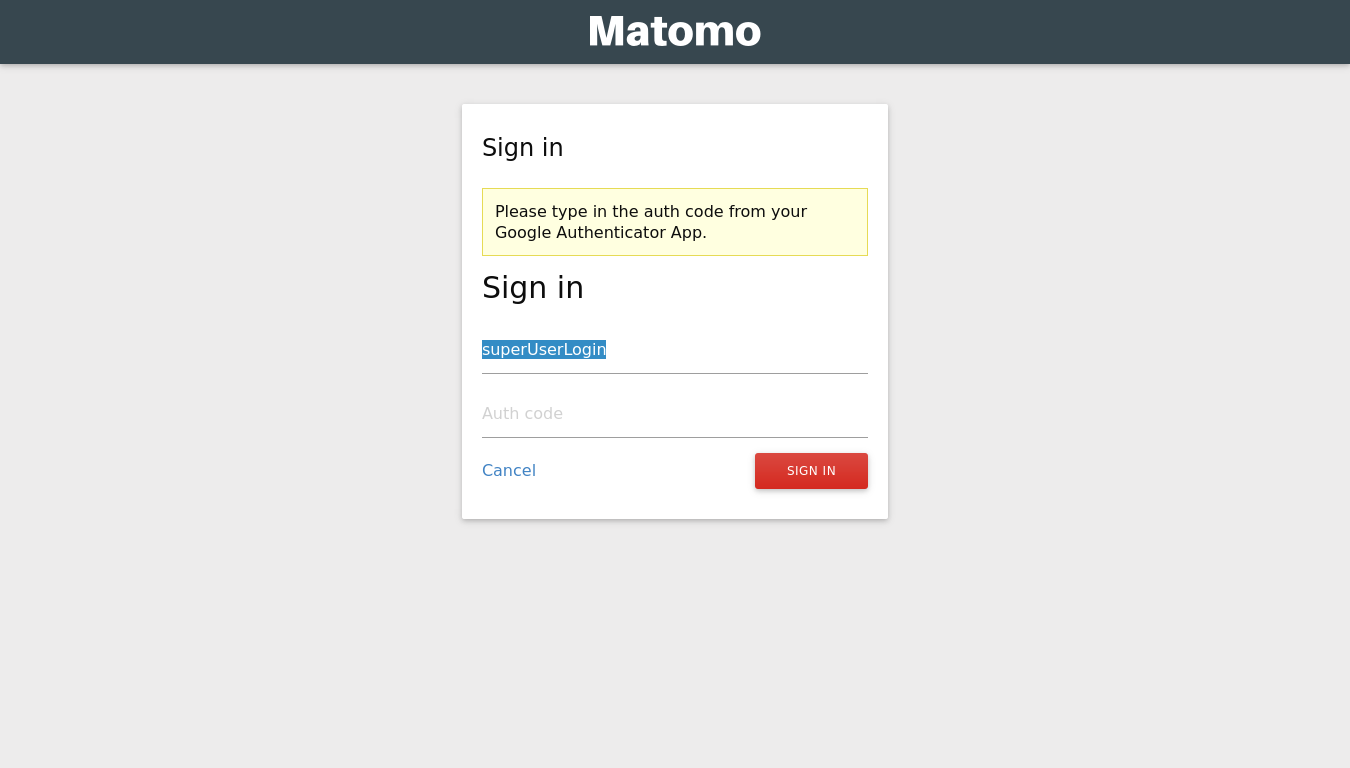 Matomo
Sign in
Please type in the auth code from your
Google Authenticator App.
Sign in
superUserLogin
Auth code
Cancel
SIGN IN